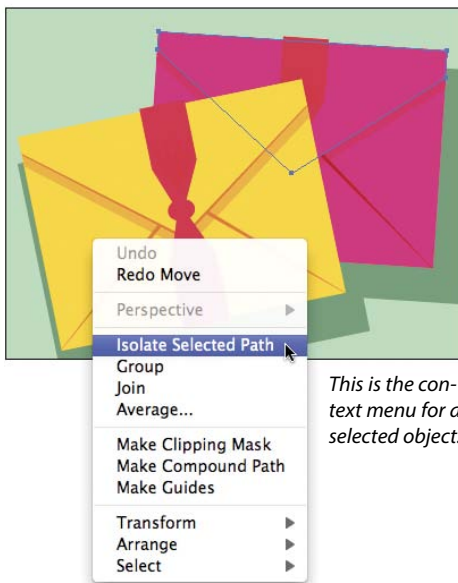 Undo
Redo Move
Perspective
Isolate Selected Path
Group
Join
Average...
Make Clipping Mask
Make Compound Path
Make Guides
Transform
Arrange
Select
This is the con-
text menu for a
selected object.